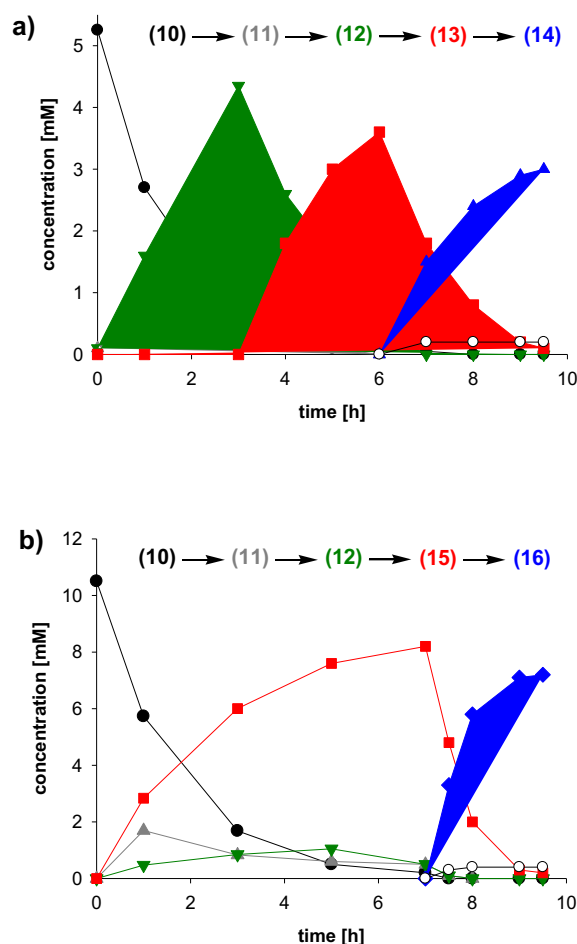 a)
(10) → (11) → (12) → (13) → (14)
concentration [mM]
5
4
3
2
1
0
0 2 4 6 8 10
time [h]
b)
(10) → (11) → (12) → (15) → (16)
concentration [mM]
12
10
8
6
4
2
0
0 2 4 6 8 10
time [h]